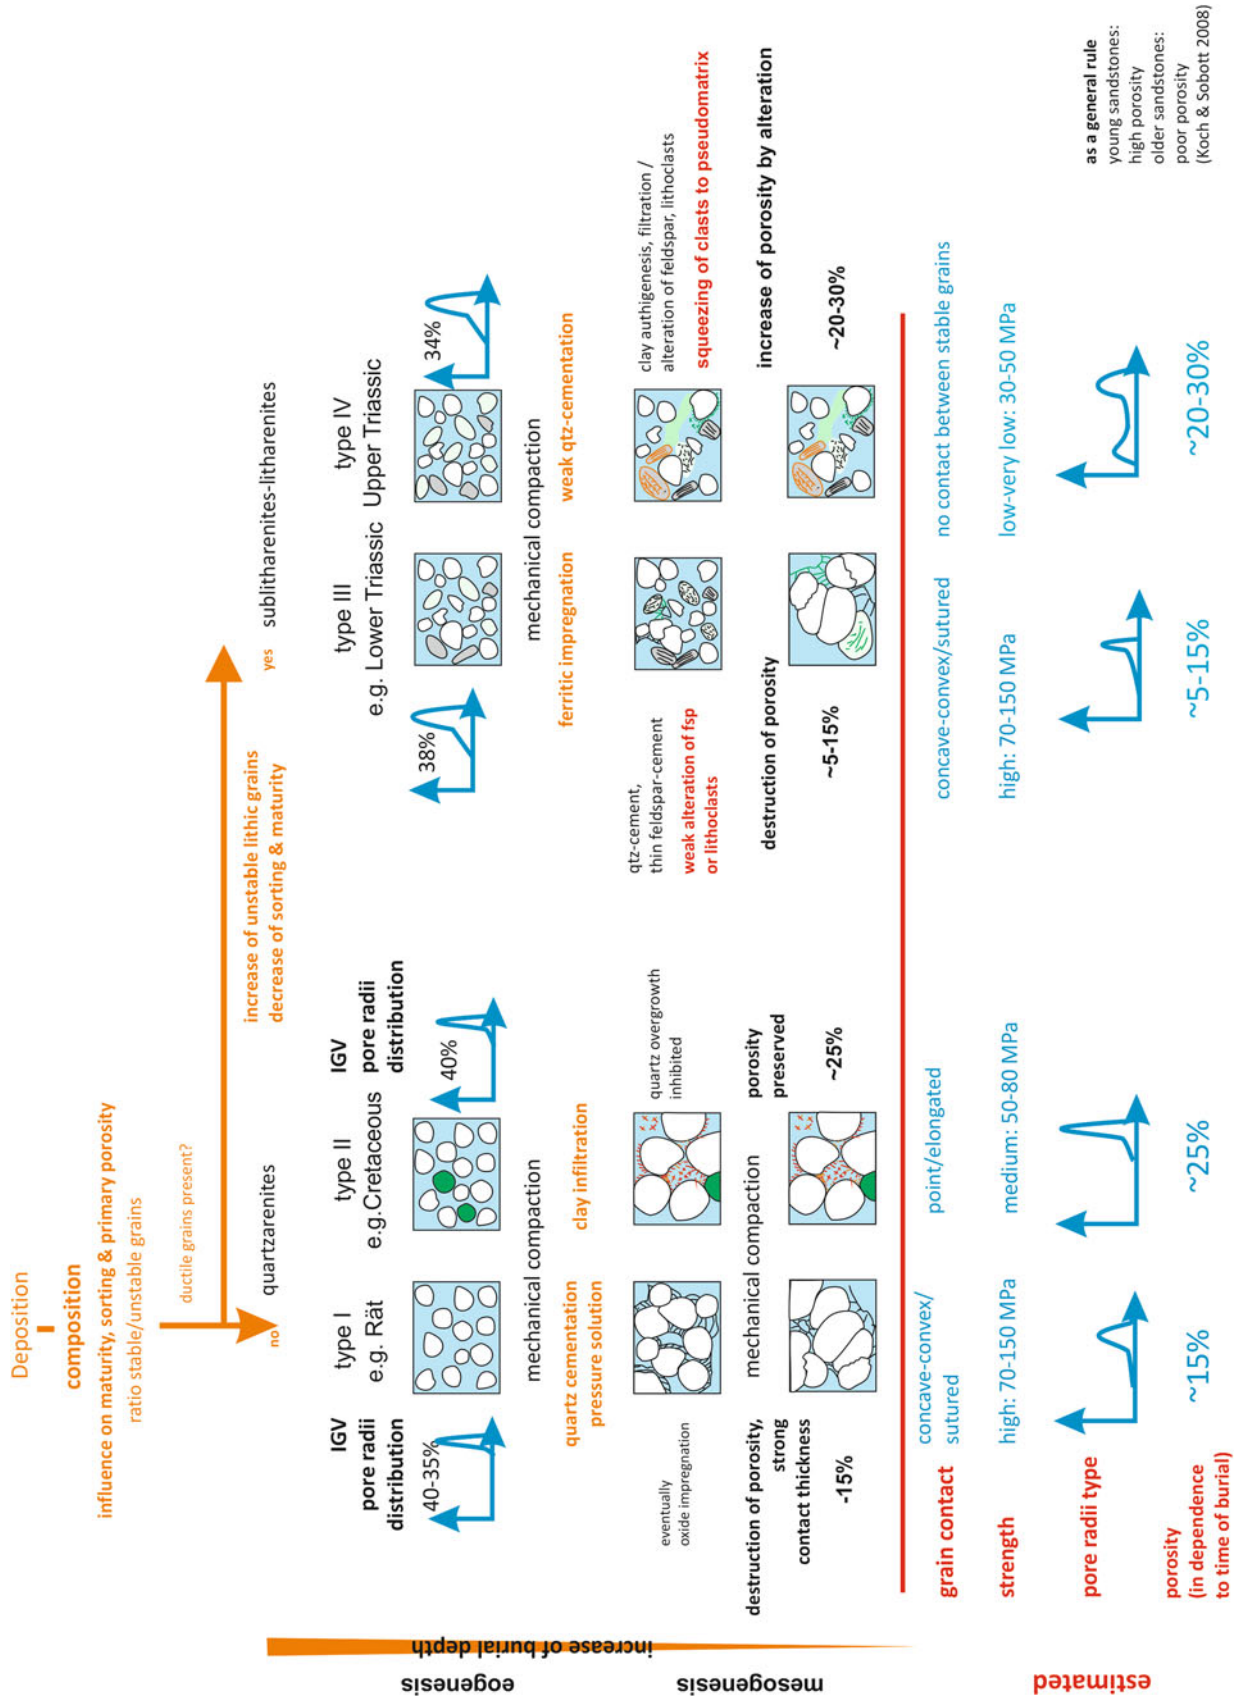 Deposition
composition
influence on maturity, sorting & primary porosity
ratio stable/unstable grains
ductile grains present?
no
yes
increase of unstable lithic grains
decrease of sorting & maturity
quartzarenites
sublitharenites-litharenites
increase of burial depth
eogenesis
mesogenesis
estimated
IGV
pore radii
distribution
40-35%
type I
e.g. Rät
type II
e.g.Cretaceous
IGV
pore radii
distribution
40%
38%
type III
e.g. Lower Triassic
type IV
Upper Triassic
34%
mechanical compaction
mechanical compaction
quartz cementation
pressure solution
clay infiltration
ferritic impregnation
weak qtz-cementation
eventually
oxide impregnation
quartz overgrowth
inhibited
qtz-cement,
thin feldspar-cement
weak alteration of fsp
or lithoclasts
clay authigenesis, filtration /
alteration of feldspar, lithoclasts
squeezing of clasts to pseudomatrix
destruction of porosity,
strong
contact thickness
-15%
mechanical compaction
porosity
preserved
~25%
destruction of porosity
~5-15%
increase of porosity by alteration
~20-30%
grain contact
concave-convex/
sutured
point/elongated
concave-convex/sutured
no contact between stable grains
strength
high: 70-150 MPa
medium: 50-80 MPa
high: 70-150 MPa
low-very low: 30-50 MPa
pore radii type
porosity
(in dependence
to time of burial)
~15%
~25%
~5-15%
~20-30%
as a general rule
young sandstones:
high porosity
older sandstones:
poor porosity
(Koch & Sobott 2008)